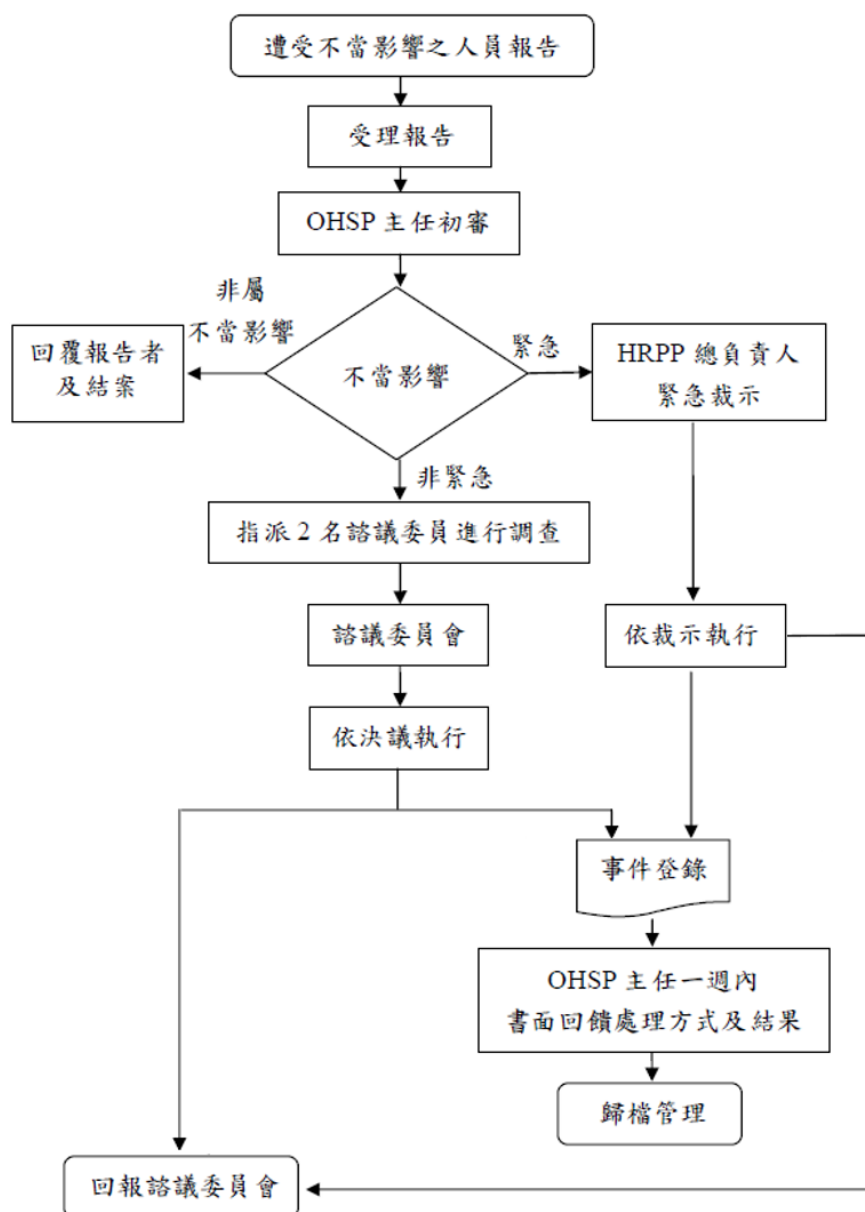 遭受不當影響之人員報告
受理報告
OHSP 主任初審
非屬
不當影響
回覆報告者
及結案
不當影響
緊急
HRPP 總負責人
緊急裁示
非緊急
指派 2 名諮議委員進行調查
諮議委員會
依裁示執行
依決議執行
事件登錄
OHSP 主任一週內
書面回饋處理方式及結果
歸檔管理
回報諮議委員會